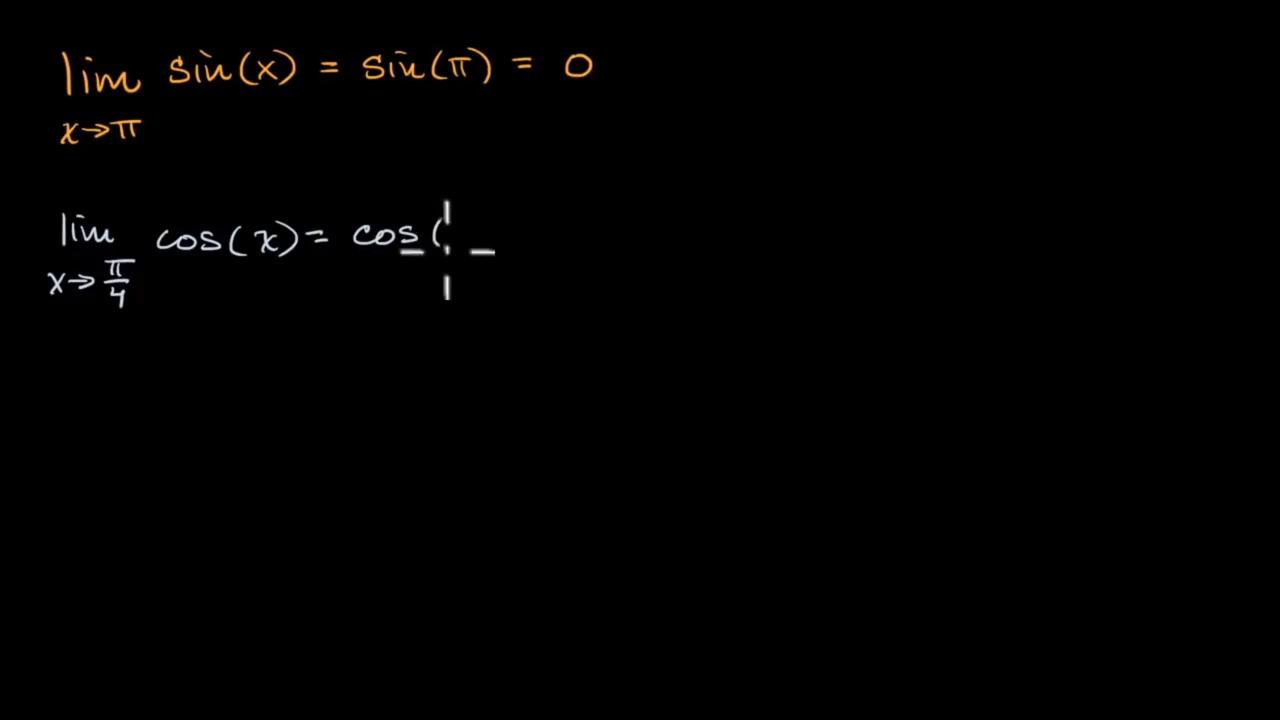 lim sin(x) = sin(π) = 0
x→π
lim cos(x) = cos(
x→π/4